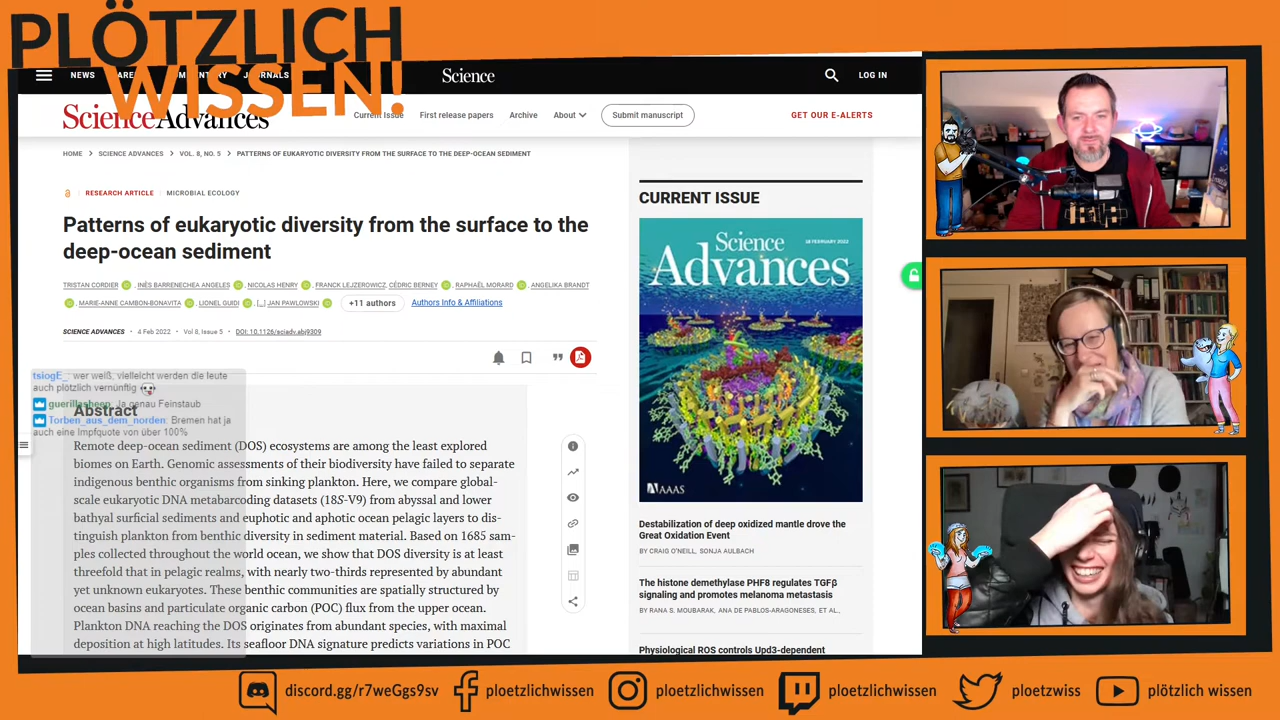 PLÖTZLICH
WISSEN!
NEWS
JOURNALS
Science
LOG IN
ScienceAdvances
Current Issue
First release papers
Archive
About
Submit manuscript
GET OUR E-ALERTS
HOME > SCIENCE ADVANCES > VOL. 8, NO. 5 > PATTERNS OF EUKARYOTIC DIVERSITY FROM THE SURFACE TO THE DEEP-OCEAN SEDIMENT
RESEARCH ARTICLE | MICROBIAL ECOLOGY
Patterns of eukaryotic diversity from the surface to the
deep-ocean sediment
TRISTAN CORDIER, INÈS BARRENECHEA ANGELES, NICOLAS HENRY, FRANCK LEJZEROWICZ, CÉDRIC BERNEY, RAPHAËL MORARD, ANGELIKA BRANDT
, MARIE-ANNE CAMBON-BONAVITA, LIONEL GUIDI, [...] JAN PAWLOWSKI +11 authors Authors Info & Affiliations
SCIENCE ADVANCES • 4 Feb 2022 • Vol 8, Issue 5 • DOI: 10.1126/sciadv.abj9309
tsiogE_: wer weiß, vielleicht werden die leute
auch plötzlich vernünftig
guerillasheep: Ja genau Feinstaub
Torben_aus_dem_norden: Bremen hat ja
auch eine Impfquote von über 100%
Abstract
Remote deep-ocean sediment (DOS) ecosystems are among the least explored
biomes on Earth. Genomic assessments of their biodiversity have failed to separate
indigenous benthic organisms from sinking plankton. Here, we compare global-
scale eukaryotic DNA metabarcoding datasets (18S-V9) from abyssal and lower
bathyal surficial sediments and euphotic and aphotic ocean pelagic layers to dis-
tinguish plankton from benthic diversity in sediment material. Based on 1685 sam-
ples collected throughout the world ocean, we show that DOS diversity is at least
threefold that in pelagic realms, with nearly two-thirds represented by abundant
yet unknown eukaryotes. These benthic communities are spatially structured by
ocean basins and particulate organic carbon (POC) flux from the upper ocean.
Plankton DNA reaching the DOS originates from abundant species, with maximal
deposition at high latitudes. Its seafloor DNA signature predicts variations in POC
CURRENT ISSUE
Science
Advances
18 FEBRUARY 2022
AAAS
Destabilization of deep oxidized mantle drove the
Great Oxidation Event
BY CRAIG O'NEILL, SONJA AULBACH
The histone demethylase PHF8 regulates TGFβ
signaling and promotes melanoma metastasis
BY RANA S. MOUBARAK, ANA DE PABLOS-ARAGONESES, ET AL.,
Physiological ROS controls Upd3-dependent
discord.gg/r7weGgs9sv
ploetzlichwissen
ploetzlichwissen
ploetzlichwissen
ploetzwiss
plötzlich wissen